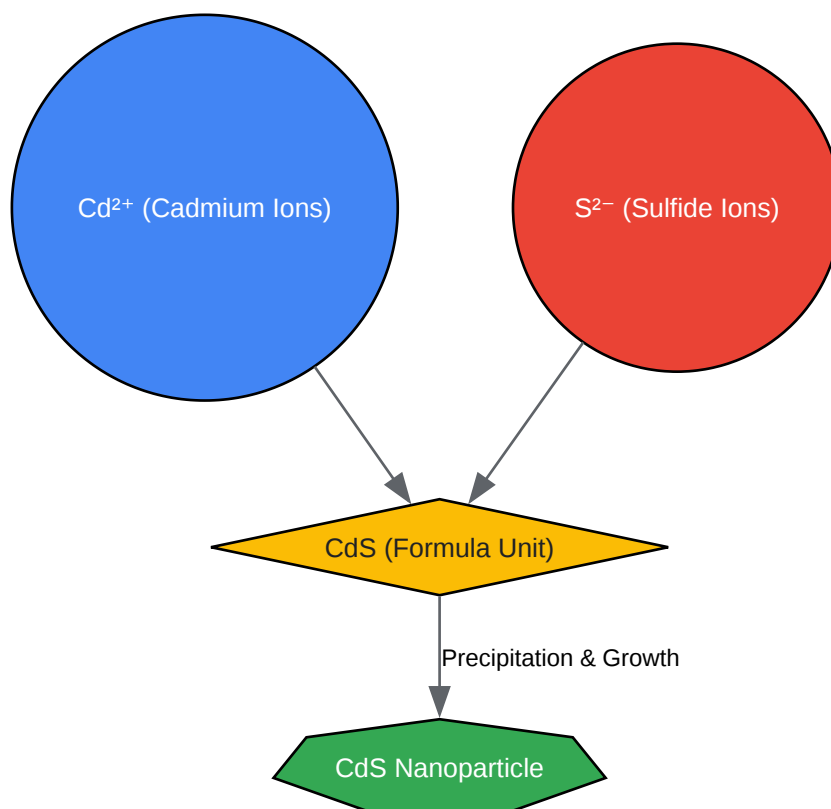 Cd²⁺ (Cadmium Ions)
S²⁻ (Sulfide Ions)
CdS (Formula Unit)
Precipitation & Growth
CdS Nanoparticle